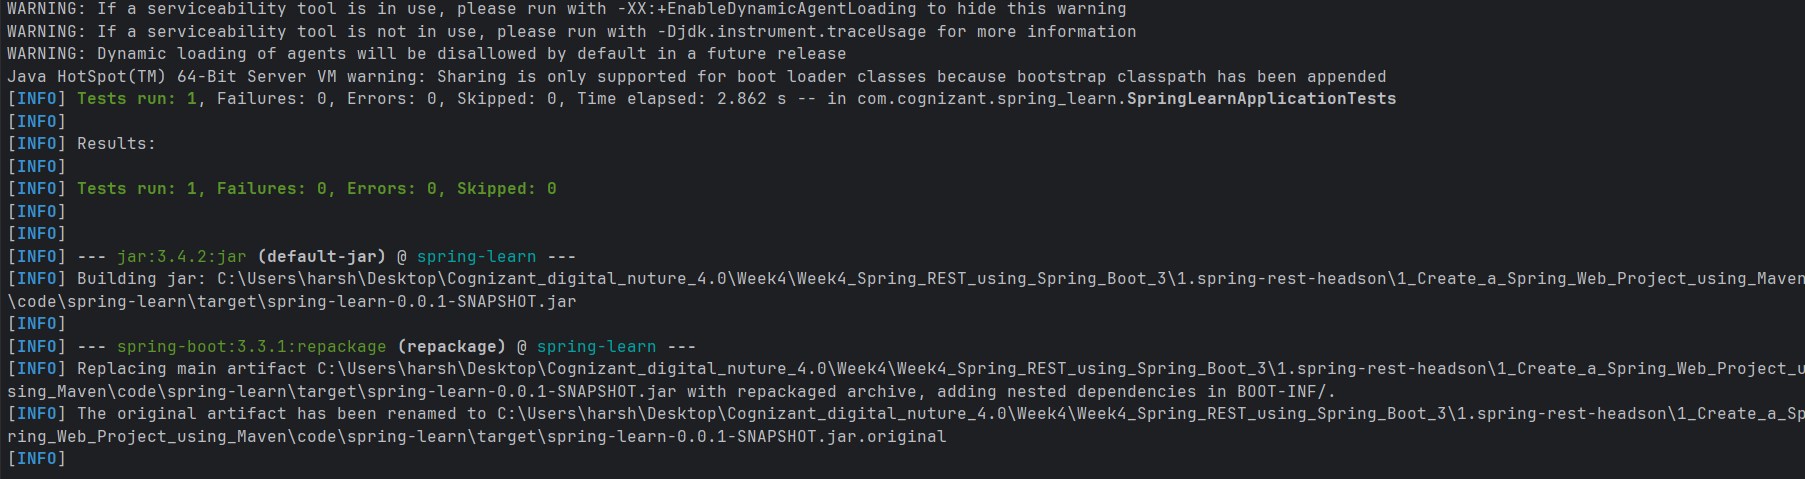 WARNING: If a serviceability tool is in use, please run with -XX:+EnableDynamicAgentLoading to hide this warning
WARNING: If a serviceability tool is not in use, please run with -Djdk.instrument.traceUsage for more information
WARNING: Dynamic loading of agents will be disallowed by default in a future release
Java HotSpot(TM) 64-Bit Server VM warning: Sharing is only supported for boot loader classes because bootstrap classpath has been appended
[INFO] Tests run: 1, Failures: 0, Errors: 0, Skipped: 0, Time elapsed: 2.862 s -- in com.cognizant.spring_learn.SpringLearnApplicationTests
[INFO]
[INFO] Results:
[INFO]
[INFO] Tests run: 1, Failures: 0, Errors: 0, Skipped: 0
[INFO]
[INFO]
[INFO] --- jar:3.4.2:jar (default-jar) @ spring-learn ---
[INFO] Building jar: C:\Users\harsh\Desktop\Cognizant_digital_nuture_4.0\Week4\Week4_Spring_REST_using_Spring_Boot_3\1.spring-rest-headson\1_Create_a_Spring_Web_Project_using_Maven
\code\spring-learn\target\spring-learn-0.0.1-SNAPSHOT.jar
[INFO]
[INFO] --- spring-boot:3.3.1:repackage (repackage) @ spring-learn ---
[INFO] Replacing main artifact C:\Users\harsh\Desktop\Cognizant_digital_nuture_4.0\Week4\Week4_Spring_REST_using_Spring_Boot_3\1.spring-rest-headson\1_Create_a_Spring_Web_Project_u
sing_Maven\code\spring-learn\target\spring-learn-0.0.1-SNAPSHOT.jar with repackaged archive, adding nested dependencies in BOOT-INF/.
[INFO] The original artifact has been renamed to C:\Users\harsh\Desktop\Cognizant_digital_nuture_4.0\Week4\Week4_Spring_REST_using_Spring_Boot_3\1.spring-rest-headson\1_Create_a_Sp
ring_Web_Project_using_Maven\code\spring-learn\target\spring-learn-0.0.1-SNAPSHOT.jar.original
[INFO]